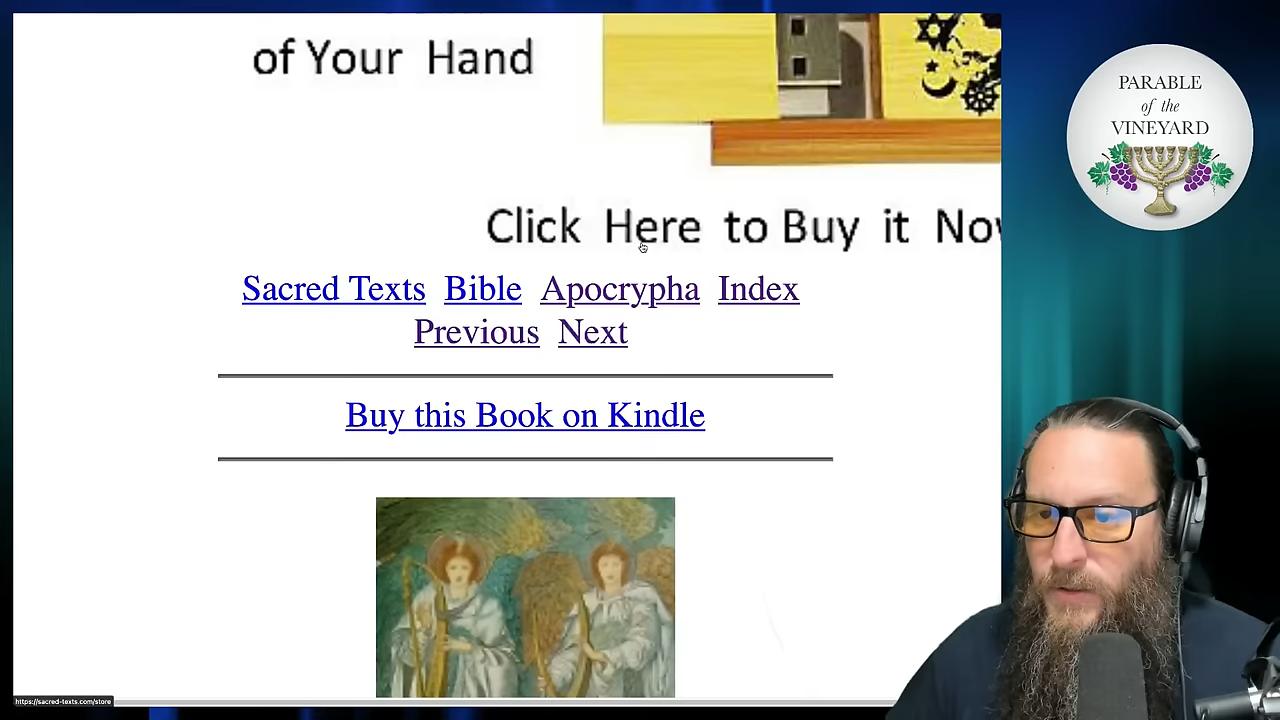 of Your Hand
Click Here to Buy it No
Sacred Texts Bible Apocrypha Index
Previous Next
Buy this Book on Kindle
https://sacred-texts.com/store
PARABLE
of the
VINEYARD